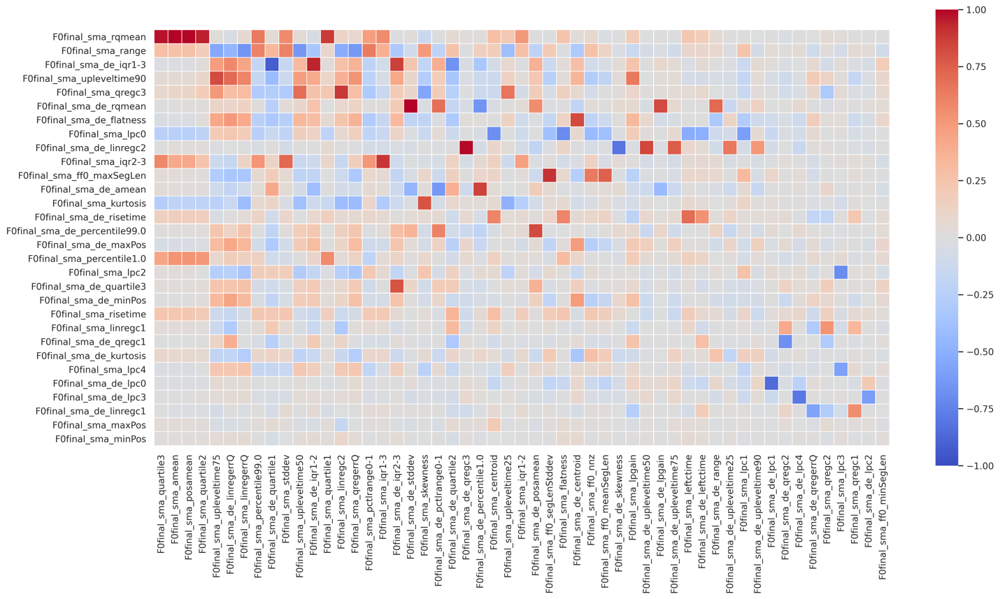 F0final_sma_rqmean
F0final_sma_range
F0final_sma_de_iqr1-3
F0final_sma_upleveltime90
F0final_sma_qregc3
F0final_sma_de_rqmean
F0final_sma_de_flatness
F0final_sma_lpc0
F0final_sma_de_linregc2
F0final_sma_iqr2-3
F0final_sma_ff0_maxSegLen
F0final_sma_de_amean
F0final_sma_kurtosis
F0final_sma_de_risetime
F0final_sma_de_percentile99.0
F0final_sma_de_maxPos
F0final_sma_percentile1.0
F0final_sma_lpc2
F0final_sma_de_quartile3
F0final_sma_de_minPos
F0final_sma_risetime
F0final_sma_linregc1
F0final_sma_de_qregc1
F0final_sma_de_kurtosis
F0final_sma_lpc4
F0final_sma_de_lpc0
F0final_sma_de_lpc3
F0final_sma_de_linregc1
F0final_sma_maxPos
F0final_sma_minPos
F0final_sma_quartile3
F0final_sma_amean
F0final_sma_posamean
F0final_sma_quartile2
F0final_sma_upleveltime75
F0final_sma_de_linregerrQ
F0final_sma_linregerrQ
F0final_sma_percentile99.0
F0final_sma_de_quartile1
F0final_sma_stddev
F0final_sma_upleveltime50
F0final_sma_de_iqr1-2
F0final_sma_quartile1
F0final_sma_linregc2
F0final_sma_qregerrQ
F0final_sma_pctlrange0-1
F0final_sma_iqr1-3
F0final_sma_de_iqr2-3
F0final_sma_de_stddev
F0final_sma_skewness
F0final_sma_de_pctlrange0-1
F0final_sma_de_quartile2
F0final_sma_de_qregc3
F0final_sma_de_percentile1.0
F0final_sma_centroid
F0final_sma_upleveltime25
F0final_sma_iqr1-2
F0final_sma_de_posamean
F0final_sma_ff0_segLenStddev
F0final_sma_flatness
F0final_sma_de_centroid
F0final_sma_ff0_nnz
F0final_sma_ff0_meanSegLen
F0final_sma_de_skewness
F0final_sma_lpgain
F0final_sma_de_upleveltime50
F0final_sma_de_lpgain
F0final_sma_de_upleveltime75
F0final_sma_leftctime
F0final_sma_de_leftctime
F0final_sma_de_range
F0final_sma_de_upleveltime25
F0final_sma_lpc1
F0final_sma_de_upleveltime90
F0final_sma_de_lpc1
F0final_sma_de_qregc2
F0final_sma_de_lpc4
F0final_sma_de_qregerrQ
F0final_sma_qregc2
F0final_sma_lpc3
F0final_sma_qregc1
F0final_sma_de_lpc2
F0final_sma_ff0_minSegLen
1.00
0.75
0.50
0.25
0.00
−0.25
−0.50
−0.75
−1.00